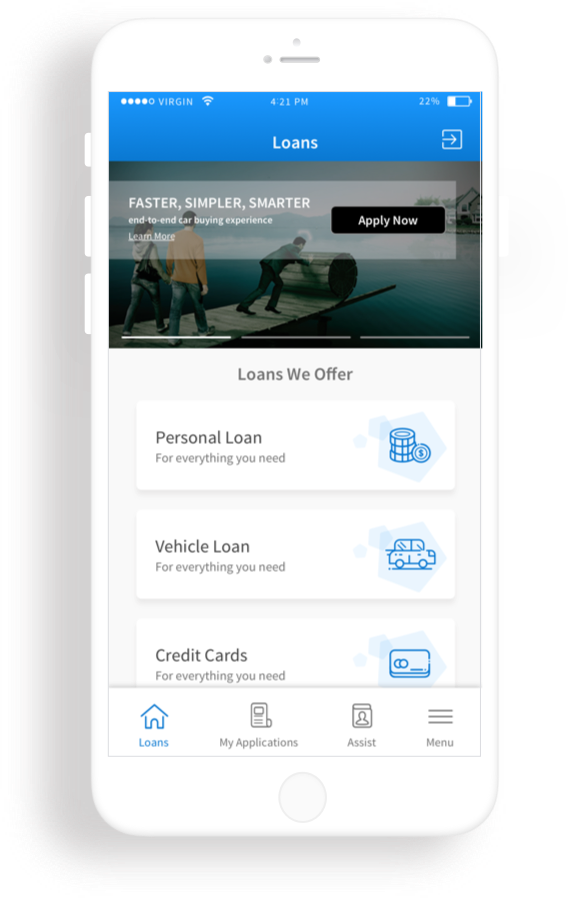 VIRGIN 4:21 PM 22%
Loans
FASTER, SIMPLER, SMARTER
end-to-end car buying experience
Learn More
Apply Now
Loans We Offer
Personal Loan
For everything you need
$
Vehicle Loan
For everything you need
Credit Cards
For everything you need
Loans My Applications Assist Menu